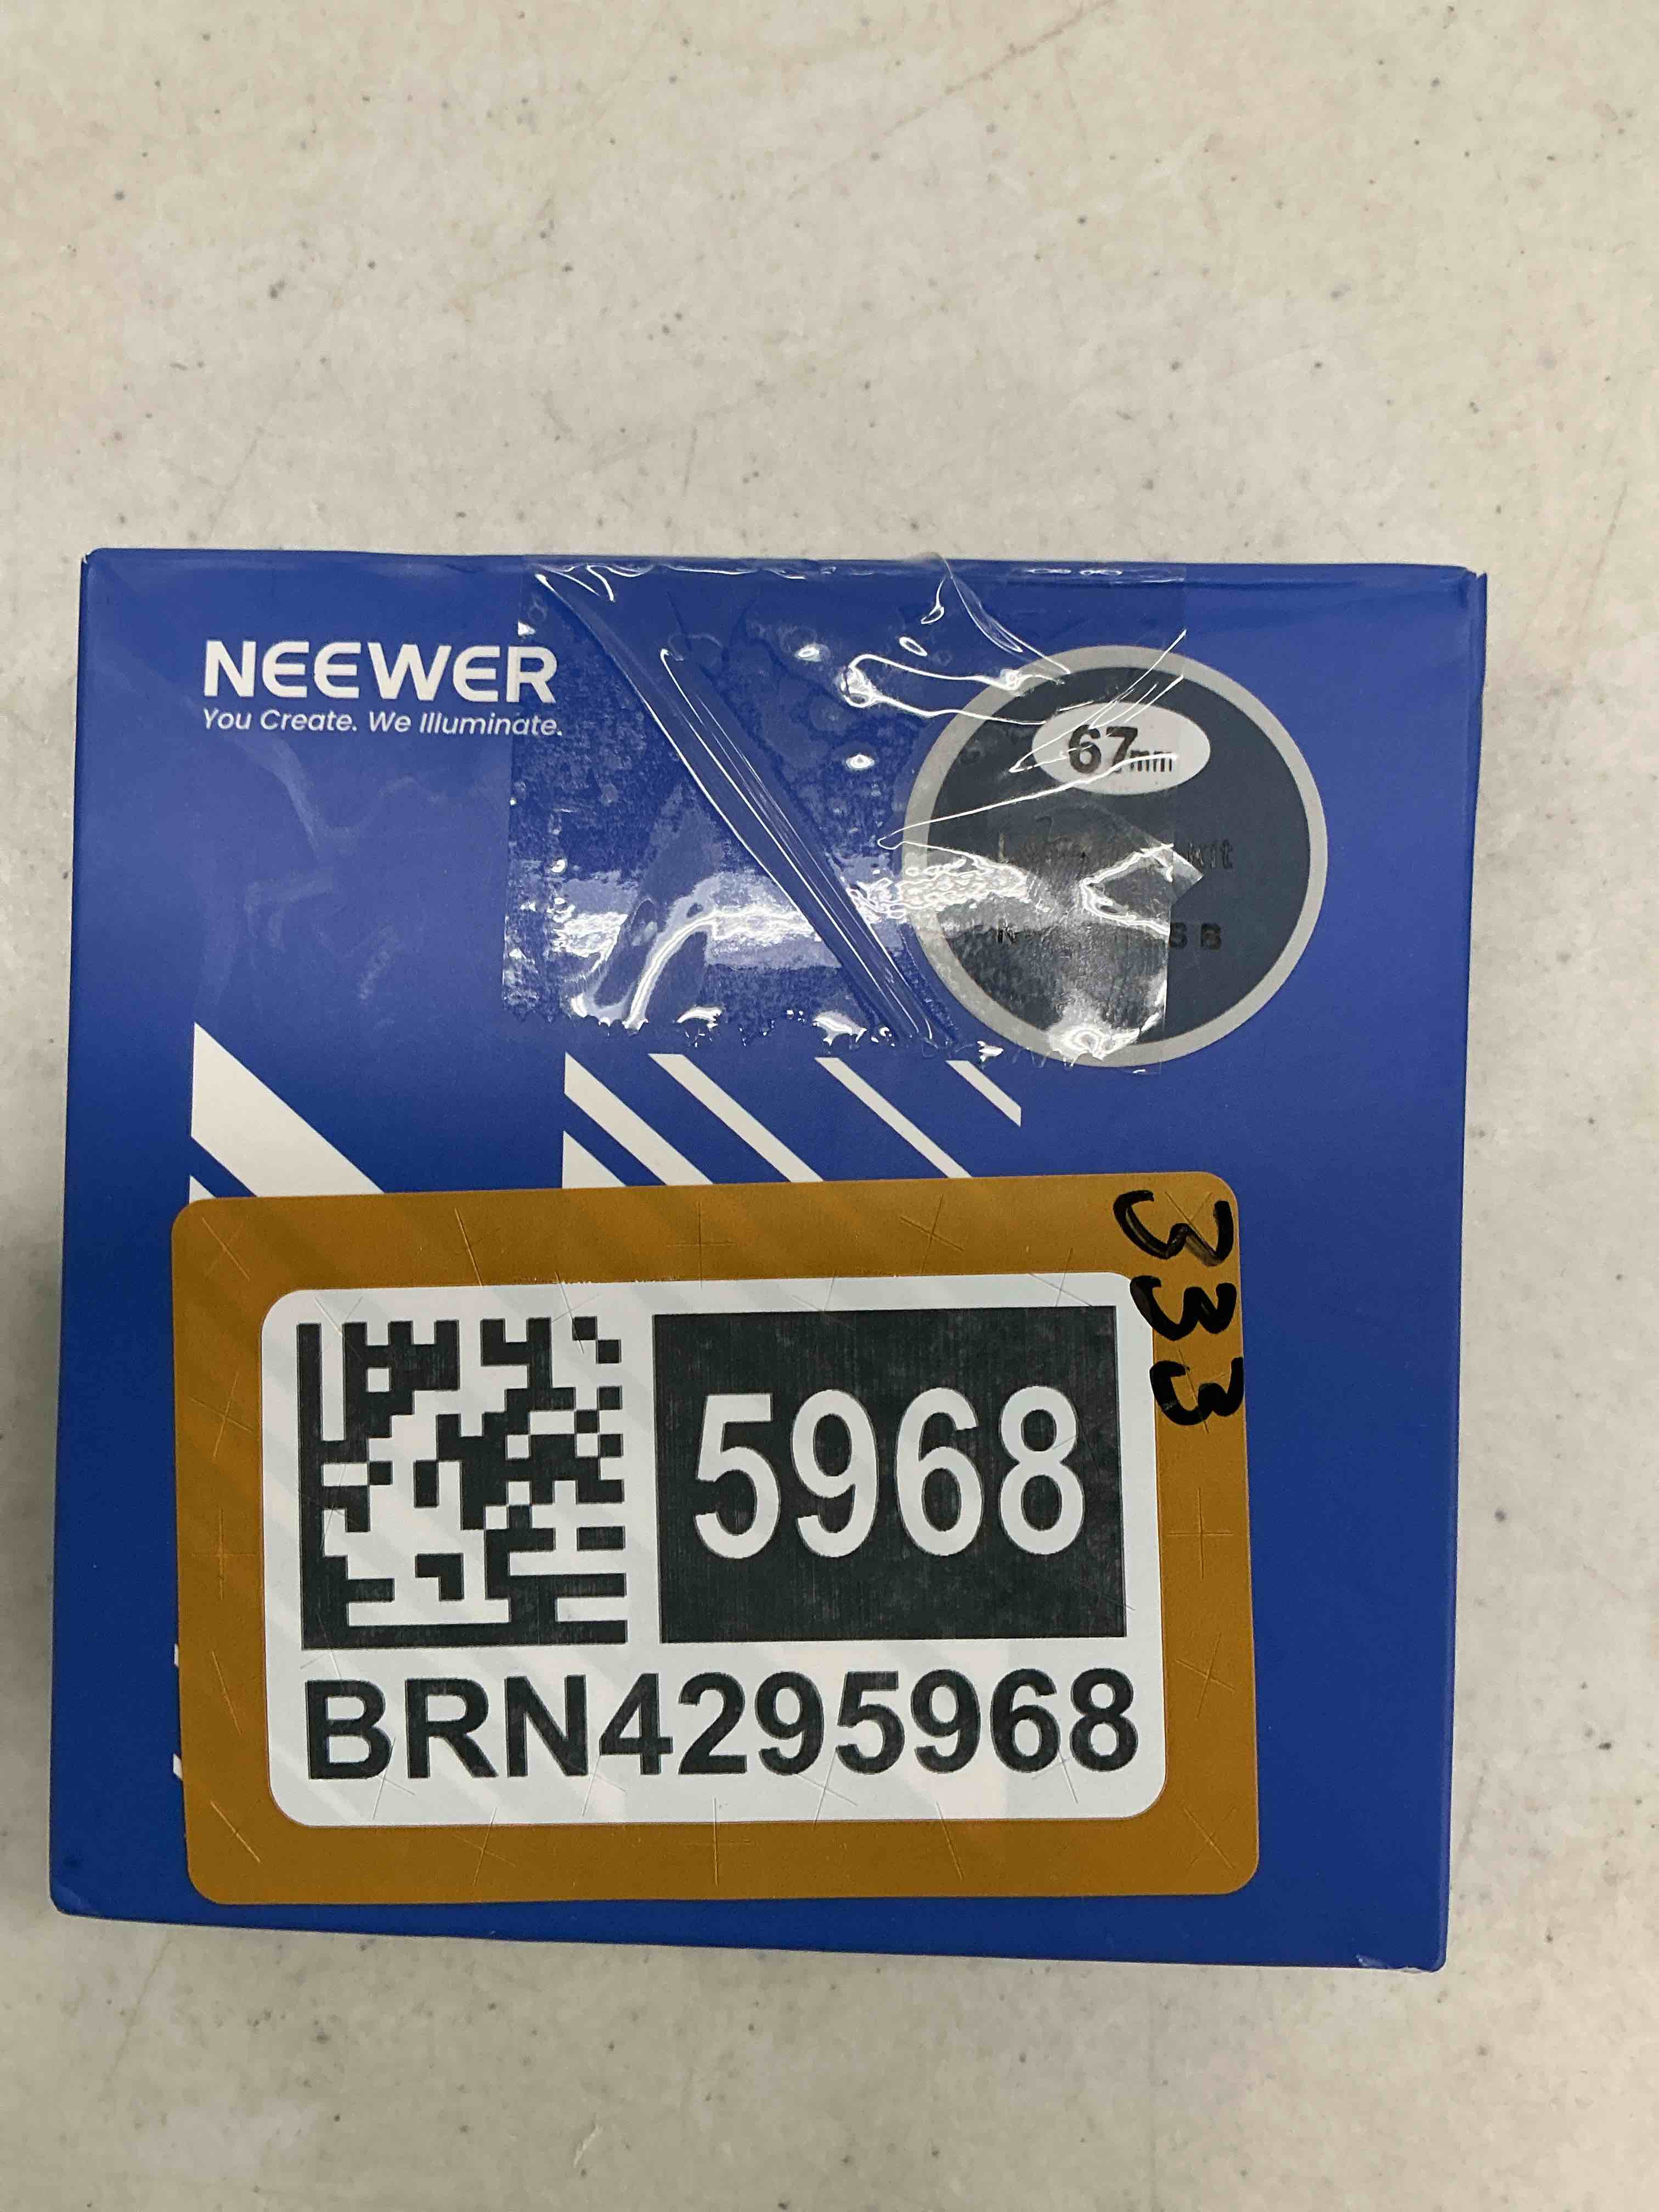 NEEWER
You Create. We Illuminate.
67mm
333
5968
BRN4295968